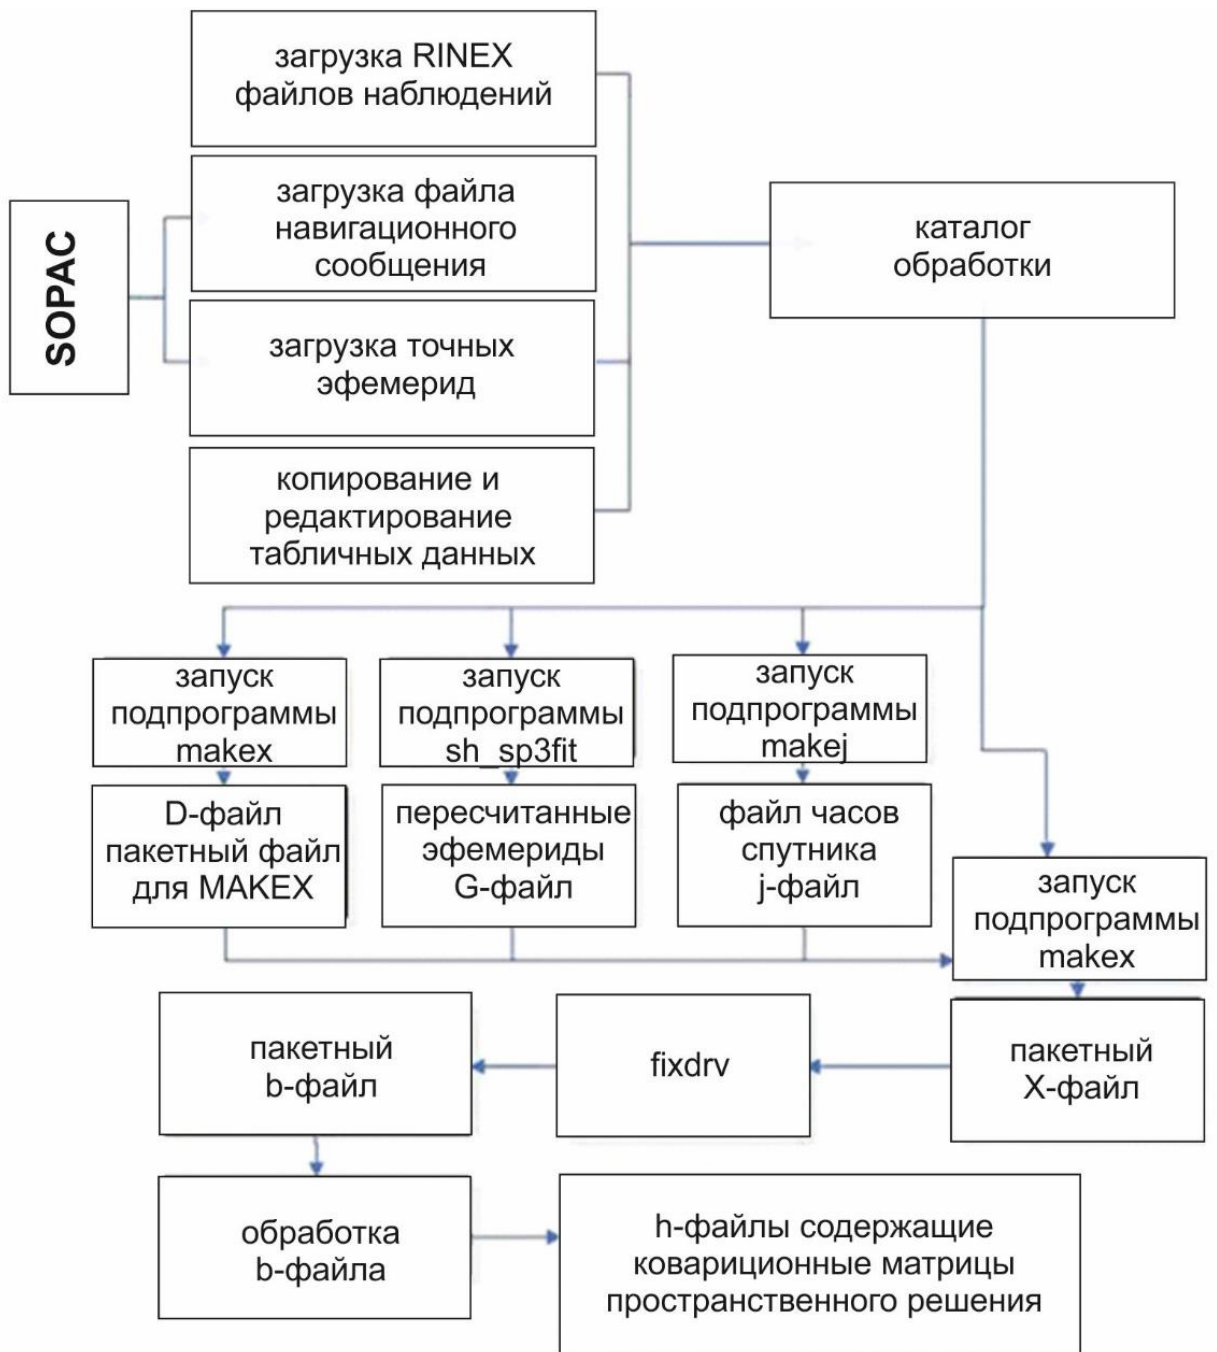 загрузка RINEX
файлов наблюдений
загрузка файла
навигационного
сообщения
SOPAC
каталог
обработки
загрузка точных
эфемерид
копирование и
редактирование
табличных данных
запуск
подпрограммы
makex
запуск
подпрограммы
sh_sp3fit
запуск
подпрограммы
makej
D-файл
пакетный файл
для MAKEX
пересчитанные
эфемериды
G-файл
файл часов
спутника
j-файл
запуск
подпрограммы
makex
пакетный
b-файл
fixdrv
пакетный
X-файл
обработка
b-файла
h-файлы содержащие
ковариционные матрицы
пространственного решения